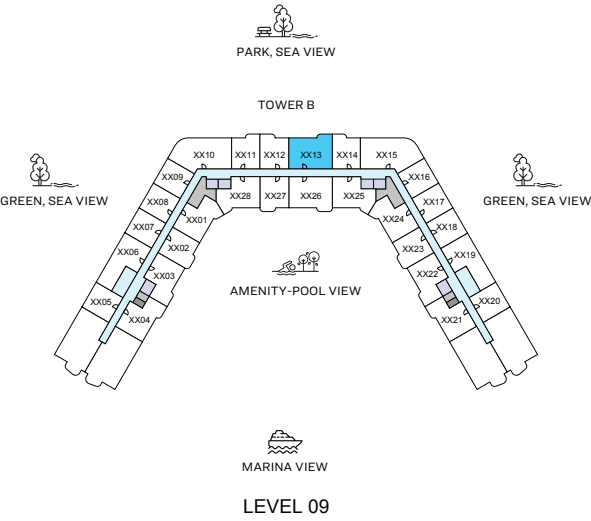 PARK, SEA VIEW
TOWER B
XX10
XX11
XX12
XX13
XX14
XX15
XX09
XX16
XX08
XX17
XX07
XX18
XX06
XX19
XX05
XX20
XX01
XX28
XX27
XX26
XX25
XX24
XX02
XX23
XX03
XX22
XX04
XX21
GREEN, SEA VIEW
GREEN, SEA VIEW
AMENITY-POOL VIEW
MARINA VIEW
LEVEL 09